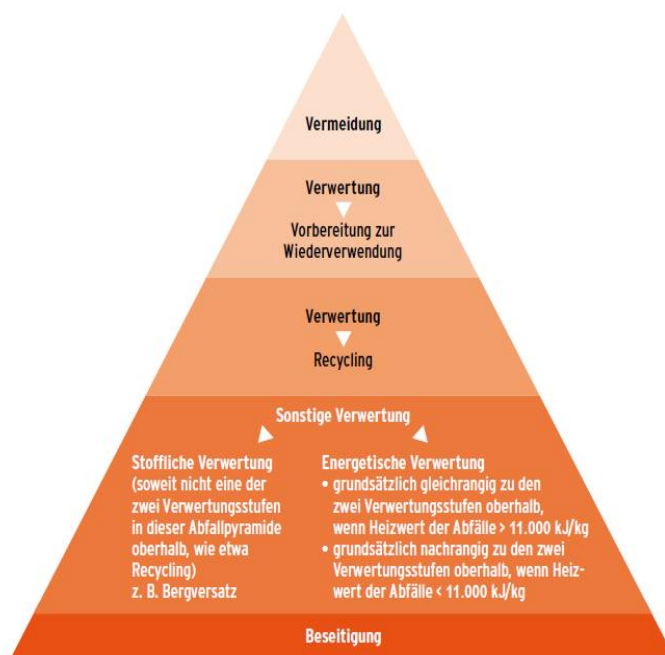 Vermeidung
Verwertung
Vorbereitung zur
Wiederverwendung
Verwertung
Recycling
Sonstige Verwertung
Stoffliche Verwertung
(soweit nicht eine der
zwei Verwertungsstufen
in dieser Abfallpyramide
oberhalb, wie etwa
Recycling)
z. B. Bergversatz
Energetische Verwertung
• grundsätzlich gleichrangig zu den
zwei Verwertungsstufen oberhalb,
wenn Heizwert der Abfälle > 11.000 kJ/kg
• grundsätzlich nachrangig zu den zwei
Verwertungsstufen oberhalb, wenn Heiz-
wert der Abfälle < 11.000 kJ/kg
Beseitigung